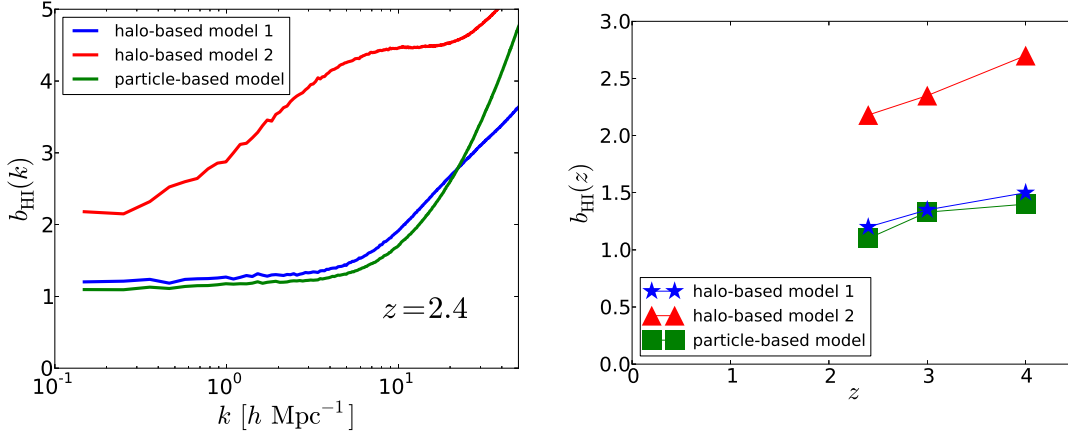 5
4
3
2
1
0
b_HI(k)
halo-based model 1
halo-based model 2
particle-based model
z=2.4
10^-1
10^0
10^1
k [h Mpc^-1]
3.0
2.5
2.0
1.5
1.0
0.5
0.0
b_HI(z)
halo-based model 1
halo-based model 2
particle-based model
0
1
2
3
4
z